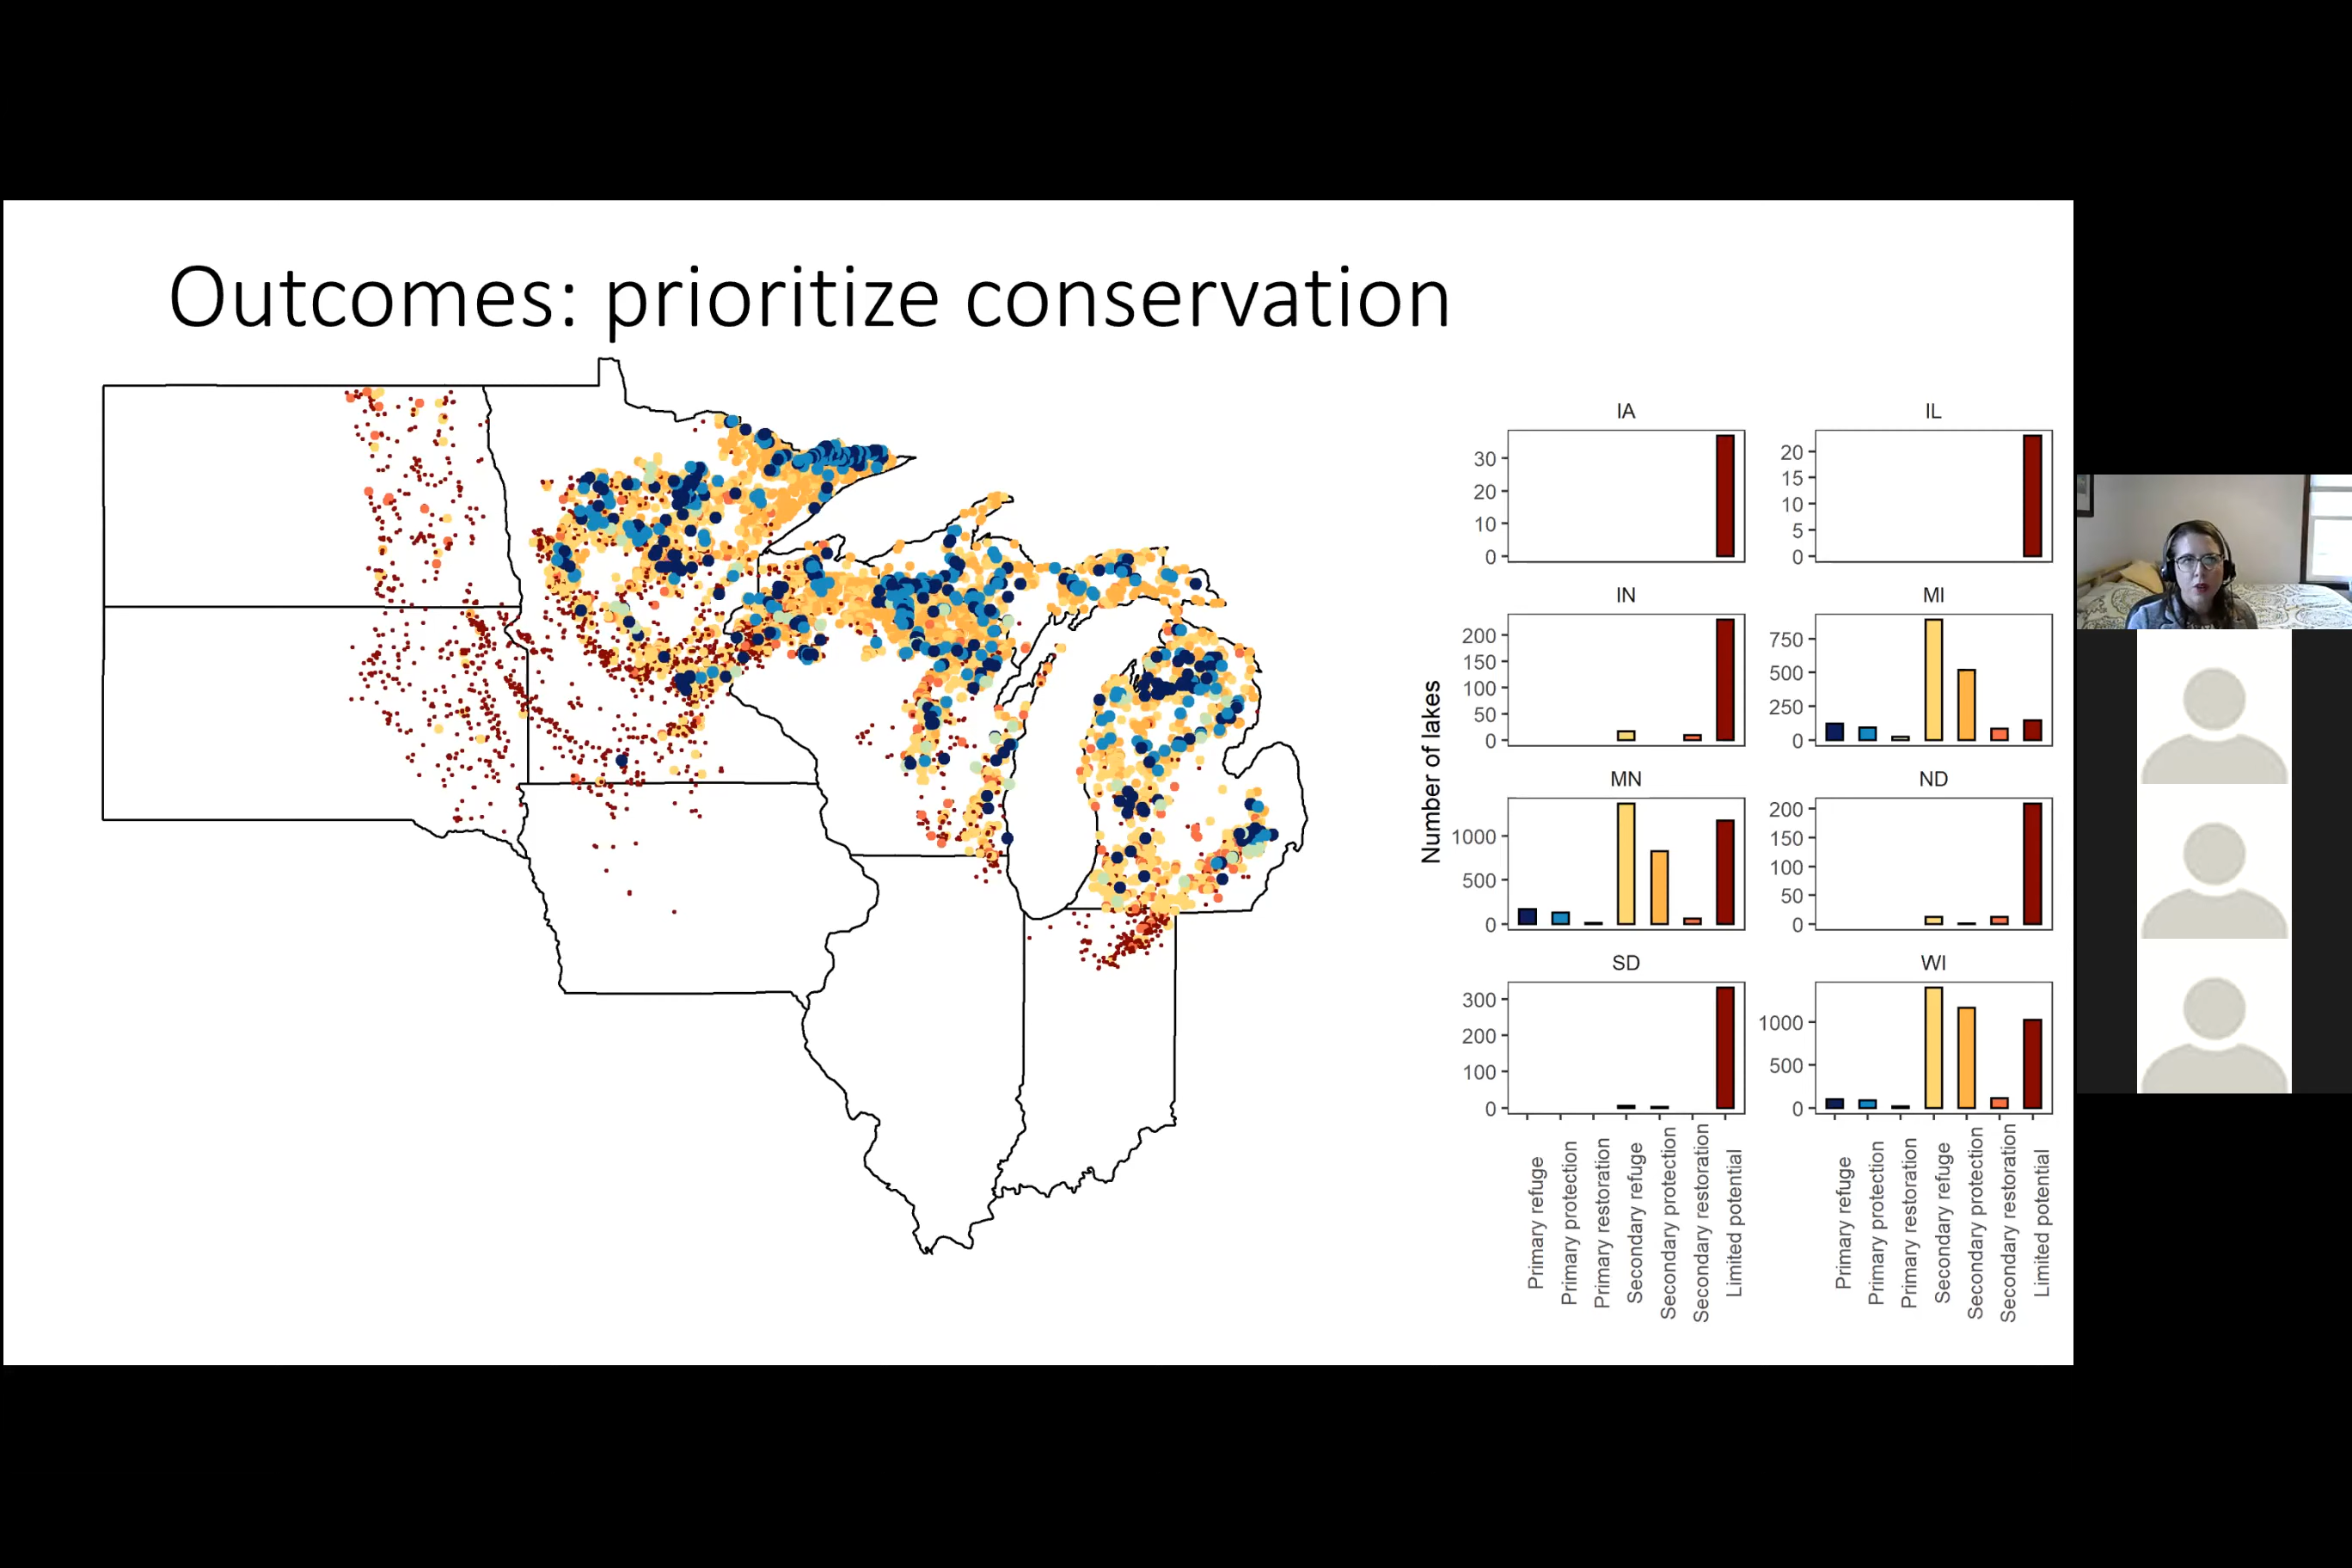 Outcomes: prioritize conservation
Number of lakes
IA
30
20
10
0
IL
20
15
10
5
0
IN
200
150
100
50
0
MI
750
500
250
0
MN
1000
500
0
ND
200
150
100
50
0
SD
300
200
100
0
WI
1000
500
0
Primary refuge
Primary protection
Primary restoration
Secondary refuge
Secondary protection
Secondary restoration
Limited potential
Primary refuge
Primary protection
Primary restoration
Secondary refuge
Secondary protection
Secondary restoration
Limited potential